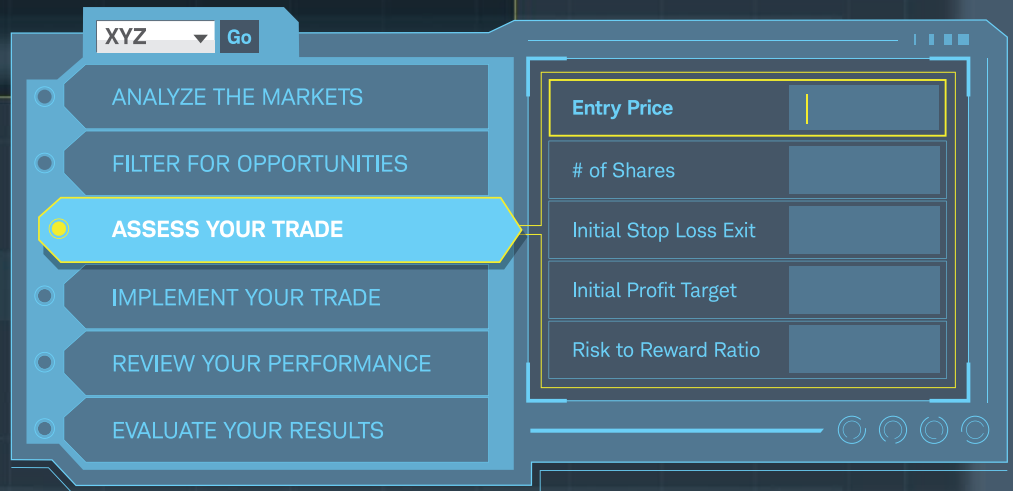 XYZ Go
ANALYZE THE MARKETS
FILTER FOR OPPORTUNITIES
ASSESS YOUR TRADE
IMPLEMENT YOUR TRADE
REVIEW YOUR PERFORMANCE
EVALUATE YOUR RESULTS
Entry Price
# of Shares
Initial Stop Loss Exit
Initial Profit Target
Risk to Reward Ratio